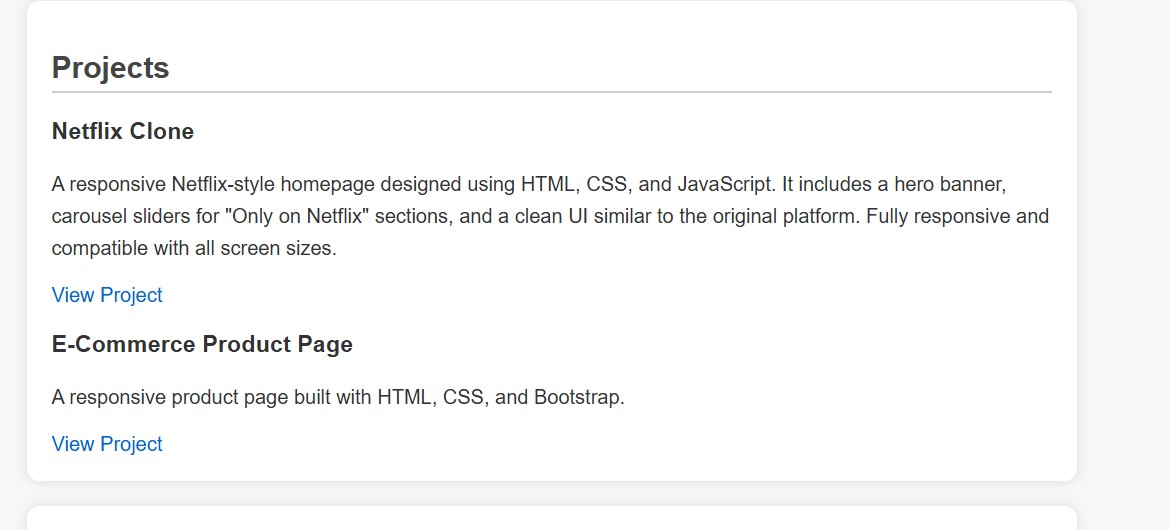 Projects
Netflix Clone
A responsive Netflix-style homepage designed using HTML, CSS, and JavaScript. It includes a hero banner,
carousel sliders for "Only on Netflix" sections, and a clean UI similar to the original platform. Fully responsive and
compatible with all screen sizes.
View Project
E-Commerce Product Page
A responsive product page built with HTML, CSS, and Bootstrap.
View Project